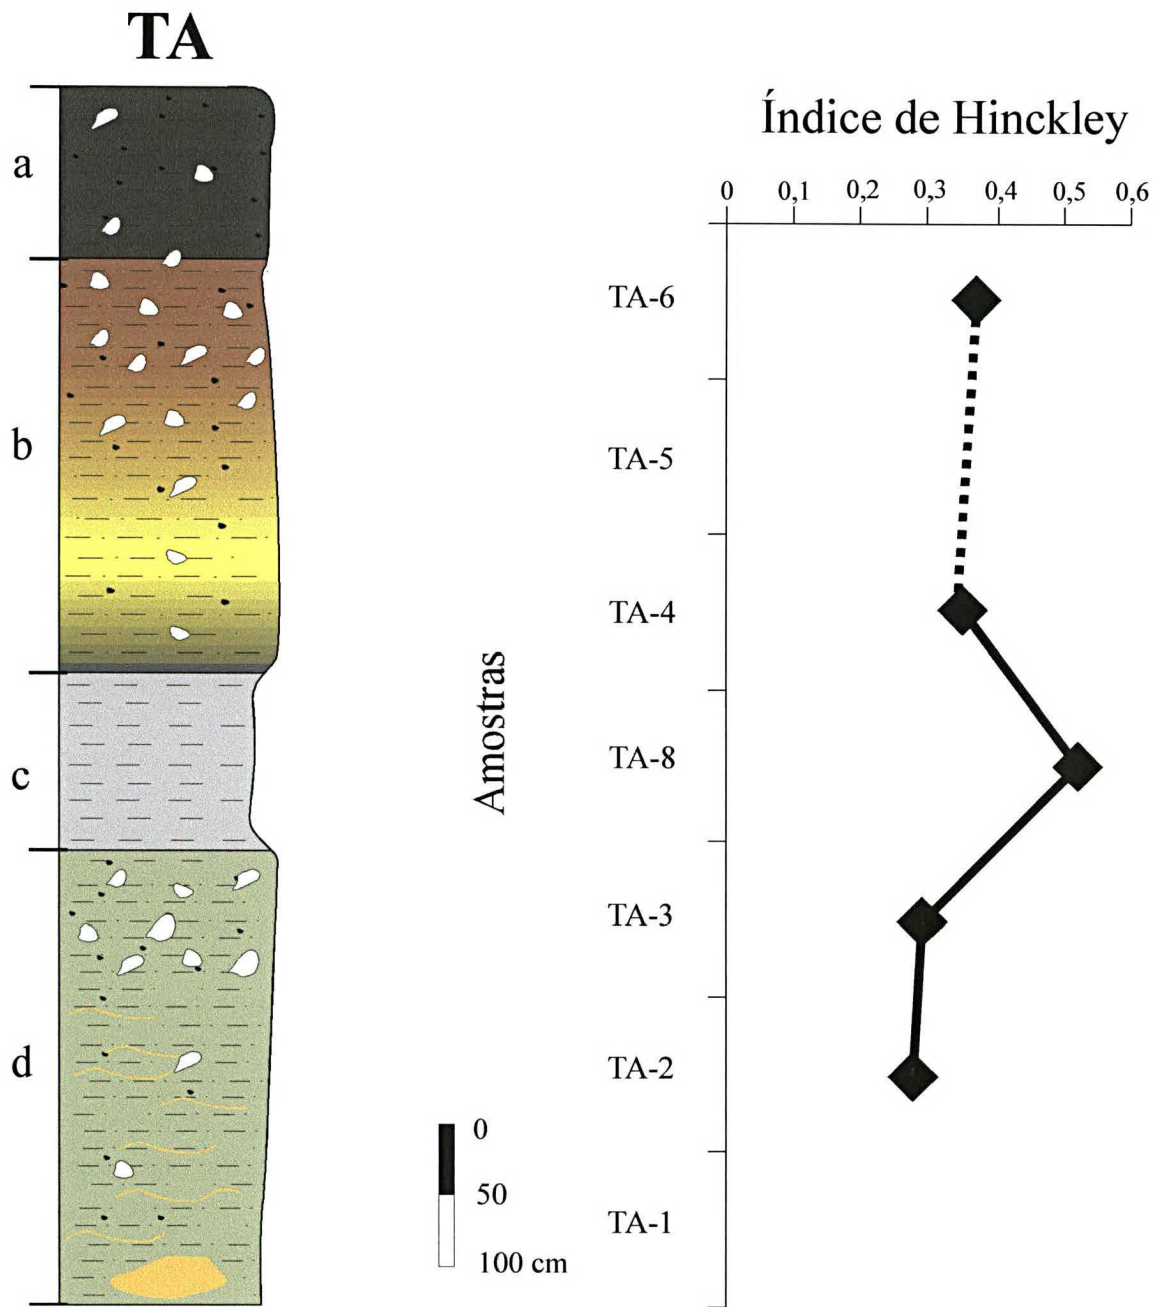 TA
a
b
c
d
0
50
100 cm
Índice de Hinckley
0 0,1 0,2 0,3 0,4 0,5 0,6
Amostras
TA-6
TA-5
TA-4
TA-8
TA-3
TA-2
TA-1